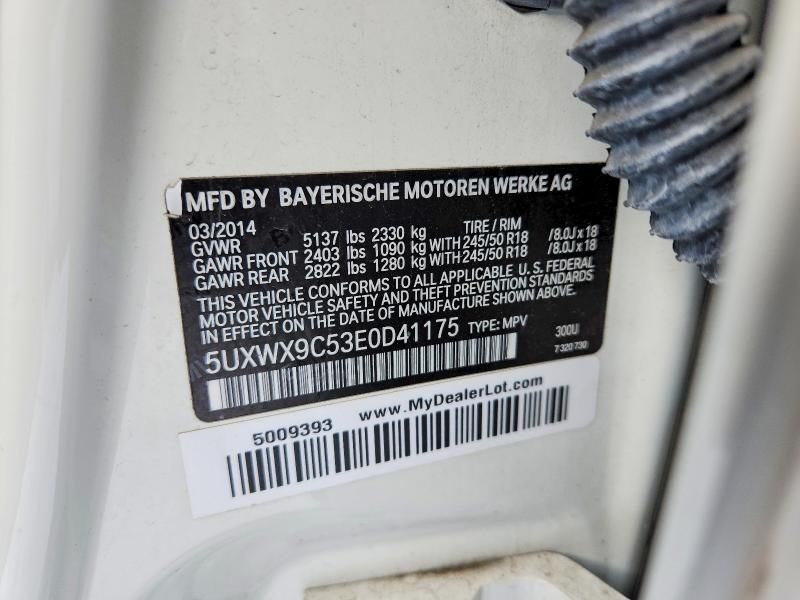 MFD BY BAYERISCHE MOTOREN WERKE AG
03/2014 TIRE / RIM
GVWR 5137 lbs 2330 kg
GAWR FRONT 2403 lbs 1090 kg WITH 245/50 R18 /8.0J x 18
GAWR REAR 2822 lbs 1280 kg WITH 245/50 R18 /8.0J x 18
THIS VEHICLE CONFORMS TO ALL APPLICABLE U. S. FEDERAL
MOTOR VEHICLE SAFETY AND THEFT PREVENTION STANDARDS
IN EFFECT ON THE DATE OF MANUFACTURE SHOWN ABOVE.
5UXWX9C53E0D41175 TYPE: MPV 300U
7 320 730
5009393 www.MyDealerLot.com